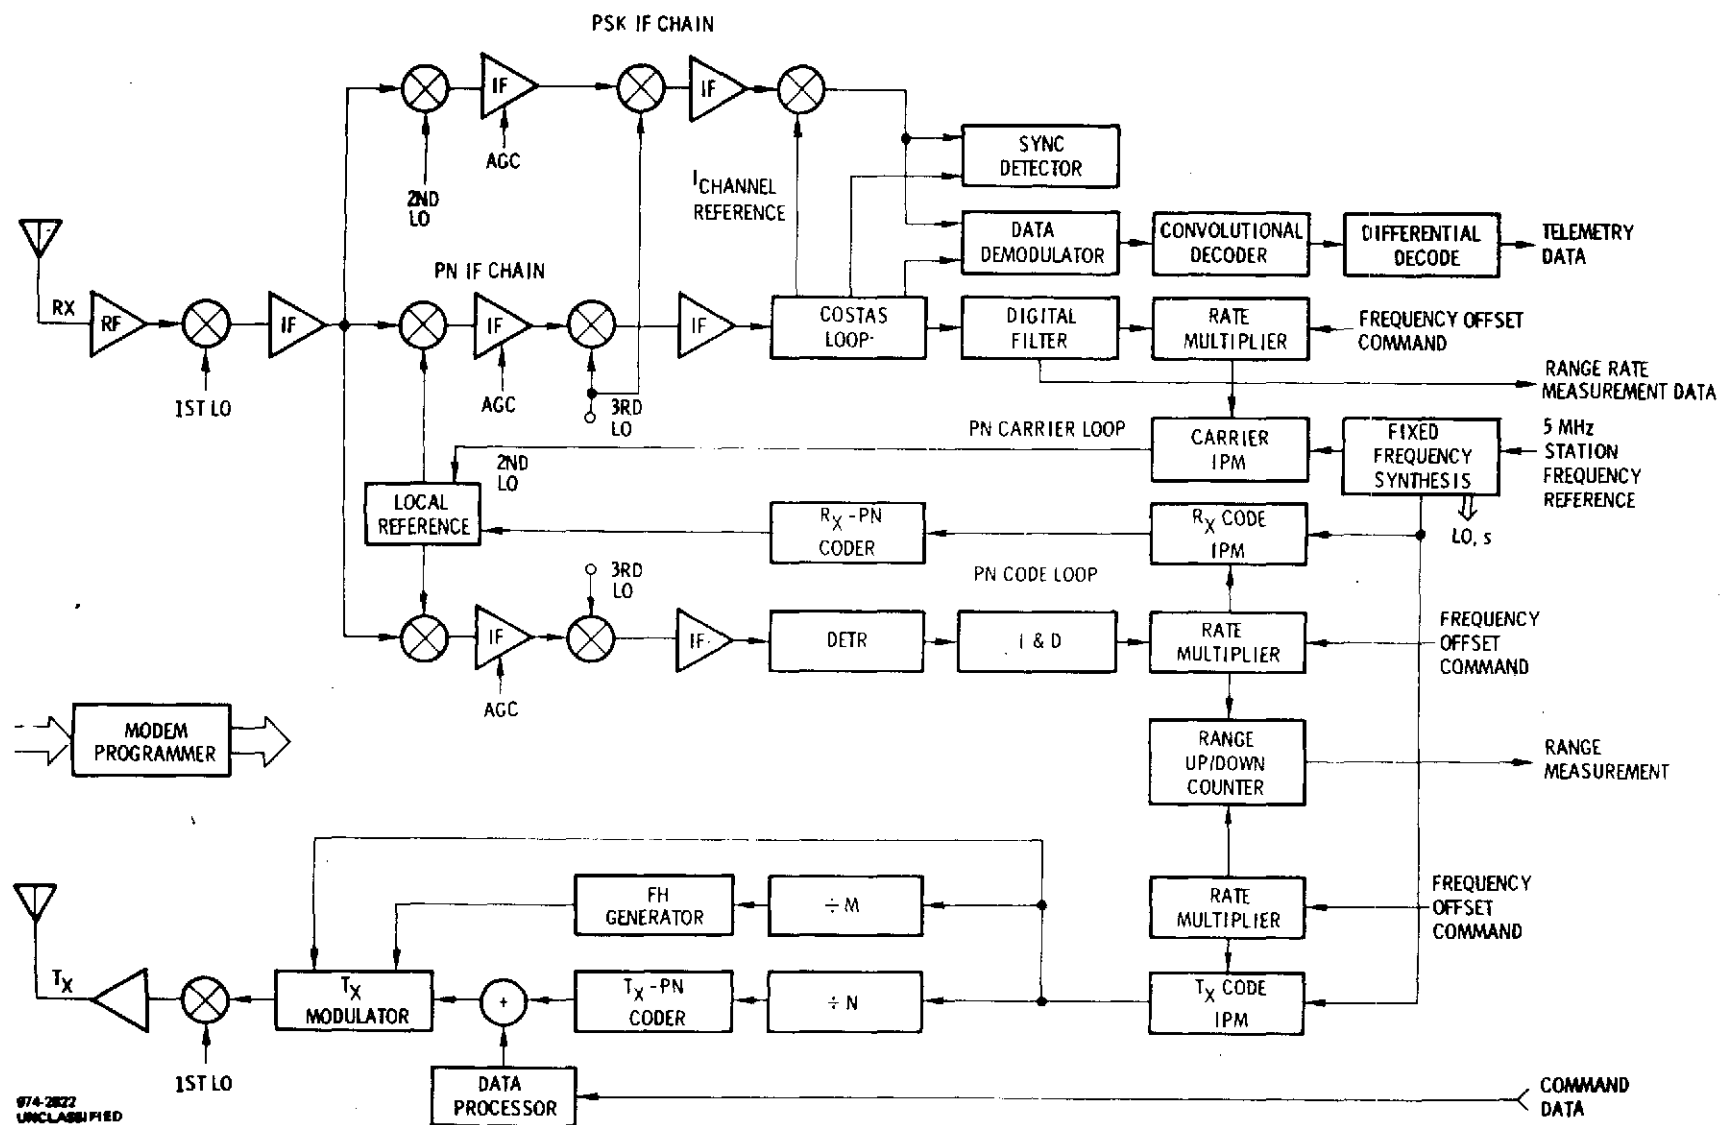 PSK IF CHAIN
IF
IF
AGC
2ND
LO
I CHANNEL
REFERENCE
SYNC
DETECTOR
DATA
DEMODULATOR
CONVOLUTIONAL
DECODER
DIFFERENTIAL
DECODE
TELEMETRY
DATA
RX
RF
1ST LO
IF
PN IF CHAIN
IF
AGC
3RD
LO
IF
COSTAS
LOOP
DIGITAL
FILTER
RATE
MULTIPLIER
FREQUENCY OFFSET
COMMAND
RANGE RATE
MEASUREMENT DATA
PN CARRIER LOOP
CARRIER
IPM
FIXED
FREQUENCY
SYNTHESIS
5 MHz
STATION
FREQUENCY
REFERENCE
LO, s
2ND
LO
LOCAL
REFERENCE
RX -PN
CODER
RX CODE
IPM
3RD
LO
PN CODE LOOP
IF
AGC
IF
DETR
I & D
RATE
MULTIPLIER
FREQUENCY
OFFSET
COMMAND
MODEM
PROGRAMMER
RANGE
UP/DOWN
COUNTER
RANGE
MEASUREMENT
FH
GENERATOR
÷ M
RATE
MULTIPLIER
FREQUENCY
OFFSET
COMMAND
TX
1ST LO
TX
MODULATOR
+
TX -PN
CODER
÷ N
TX CODE
IPM
DATA
PROCESSOR
COMMAND
DATA
974-2822
UNCLASSIFIED